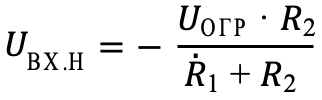 U_ВХ.Н = − (U_ОГР · R_2) / (Ṙ_1 + R_2)